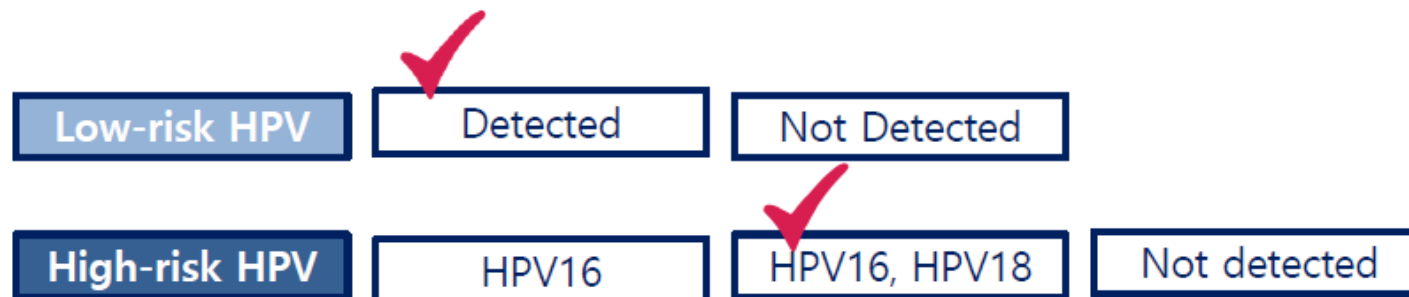 Low-risk HPV Detected Not Detected
High-risk HPV HPV16 HPV16, HPV18 Not detected